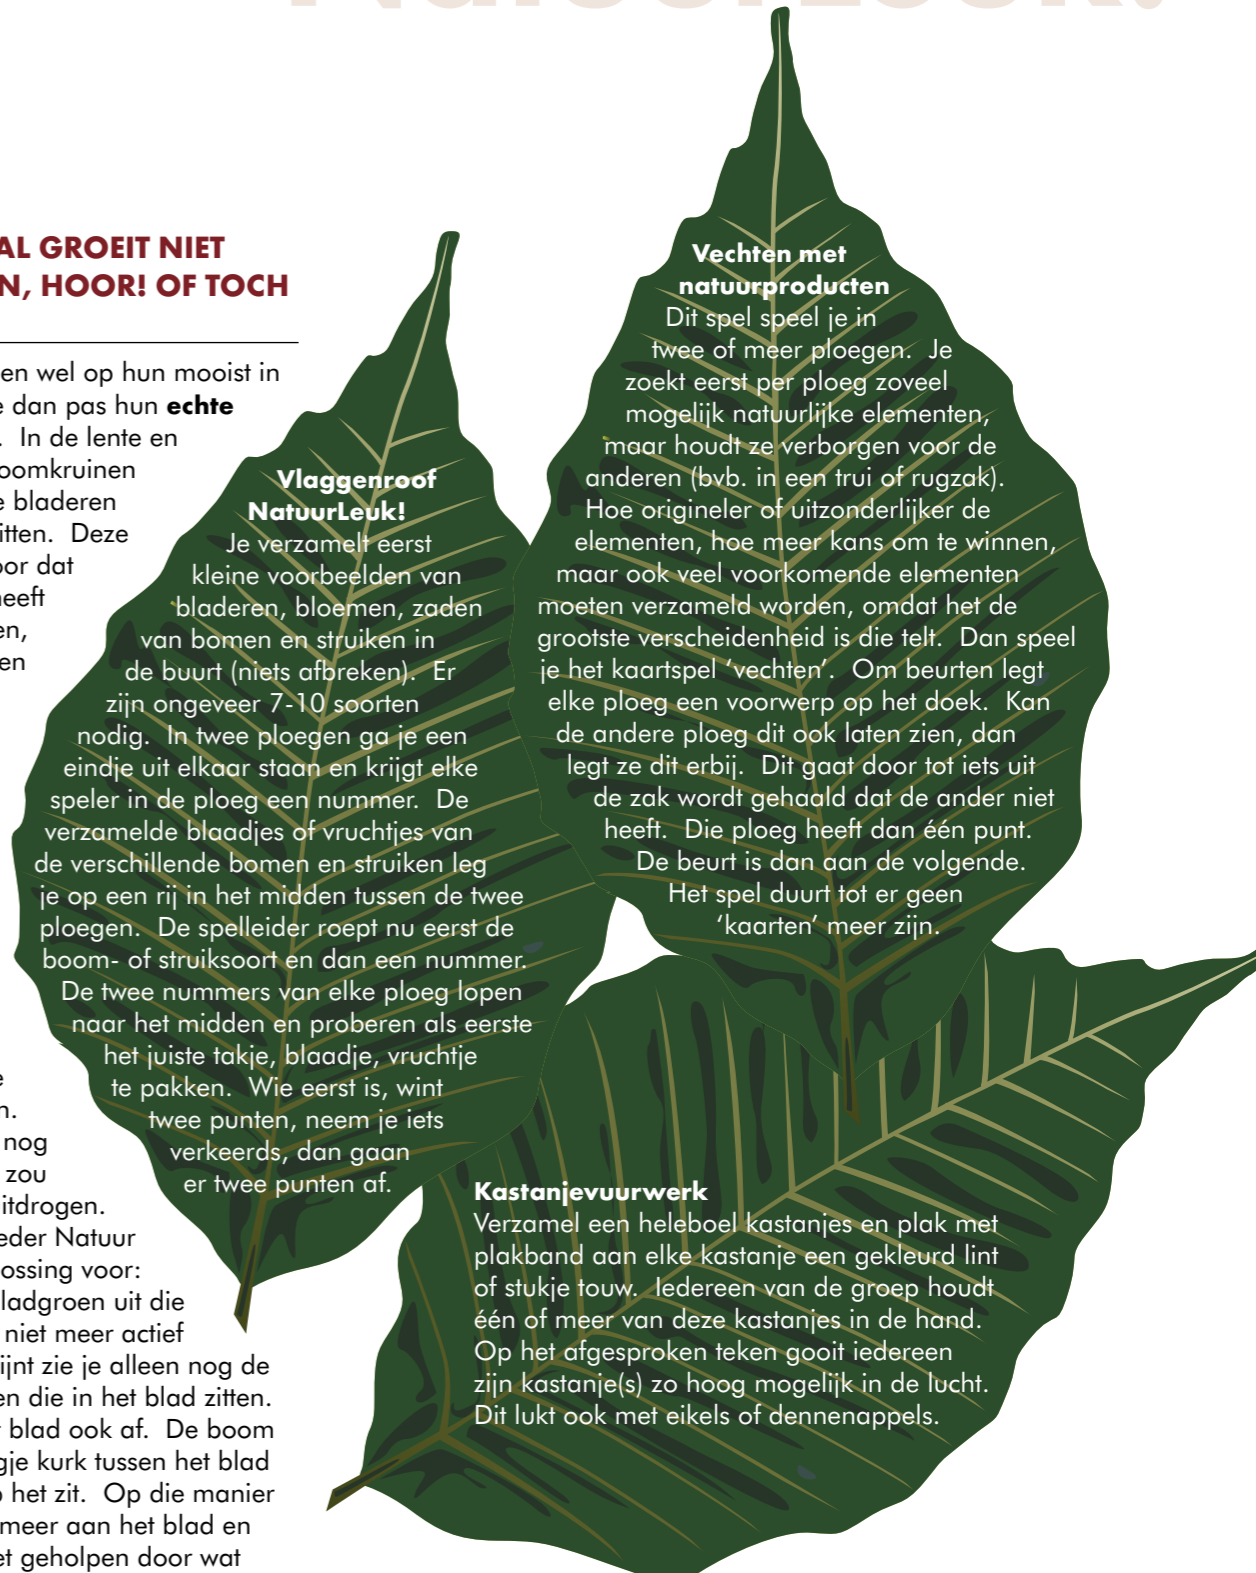 NatuurLeuk!
AL GROEIT NIET
N, HOOR! OF TOCH
en wel op hun mooist in
e dan pas hun echte
. In de lente en
oomkruinen
e bladeren
itten. Deze
oor dat
heeft
en,
en
e
n.
nog
zou
itdrogen.
eder Natuur
ossing voor:
ladgroen uit die
niet meer actief
ijnt zie je alleen nog de
en die in het blad zitten.
t blad ook af. De boom
gje kurk tussen het blad
o het zit. Op die manier
meer aan het blad en
et geholpen door wat
Vlaggenroof
NatuurLeuk!
Je verzamelt eerst
kleine voorbeelden van
bladeren, bloemen, zaden
van bomen en struiken in
de buurt (niets afbreken). Er
zijn ongeveer 7-10 soorten
nodig. In twee ploegen ga je een
eindje uit elkaar staan en krijgt elke
speler in de ploeg een nummer. De
verzamelde blaadjes of vruchtjes van
de verschillende bomen en struiken leg
je op een rij in het midden tussen de twee
ploegen. De spelleider roept nu eerst de
boom- of struiksoort en dan een nummer.
De twee nummers van elke ploeg lopen
naar het midden en proberen als eerste
het juiste takje, blaadje, vruchtje
te pakken. Wie eerst is, wint
twee punten, neem je iets
verkeerds, dan gaan
er twee punten af.
Vechten met
natuurproducten
Dit spel speel je in
twee of meer ploegen. Je
zoekt eerst per ploeg zoveel
mogelijk natuurlijke elementen,
maar houdt ze verborgen voor de
anderen (bvb. in een trui of rugzak).
Hoe origineler of uitzonderlijker de
elementen, hoe meer kans om te winnen,
maar ook veel voorkomende elementen
moeten verzameld worden, omdat het de
grootste verscheidenheid is die telt. Dan speel
je het kaartspel ‘vechten’. Om beurten legt
elke ploeg een voorwerp op het doek. Kan
de andere ploeg dit ook laten zien, dan
legt ze dit erbij. Dit gaat door tot iets uit
de zak wordt gehaald dat de ander niet
heeft. Die ploeg heeft dan één punt.
De beurt is dan aan de volgende.
Het spel duurt tot er geen
‘kaarten’ meer zijn.
Kastanjevuurwerk
Verzamel een heleboel kastanjes en plak met
plakband aan elke kastanje een gekleurd lint
of stukje touw. Iedereen van de groep houdt
één of meer van deze kastanjes in de hand.
Op het afgesproken teken gooit iedereen
zijn kastanje(s) zo hoog mogelijk in de lucht.
Dit lukt ook met eikels of dennenappels.